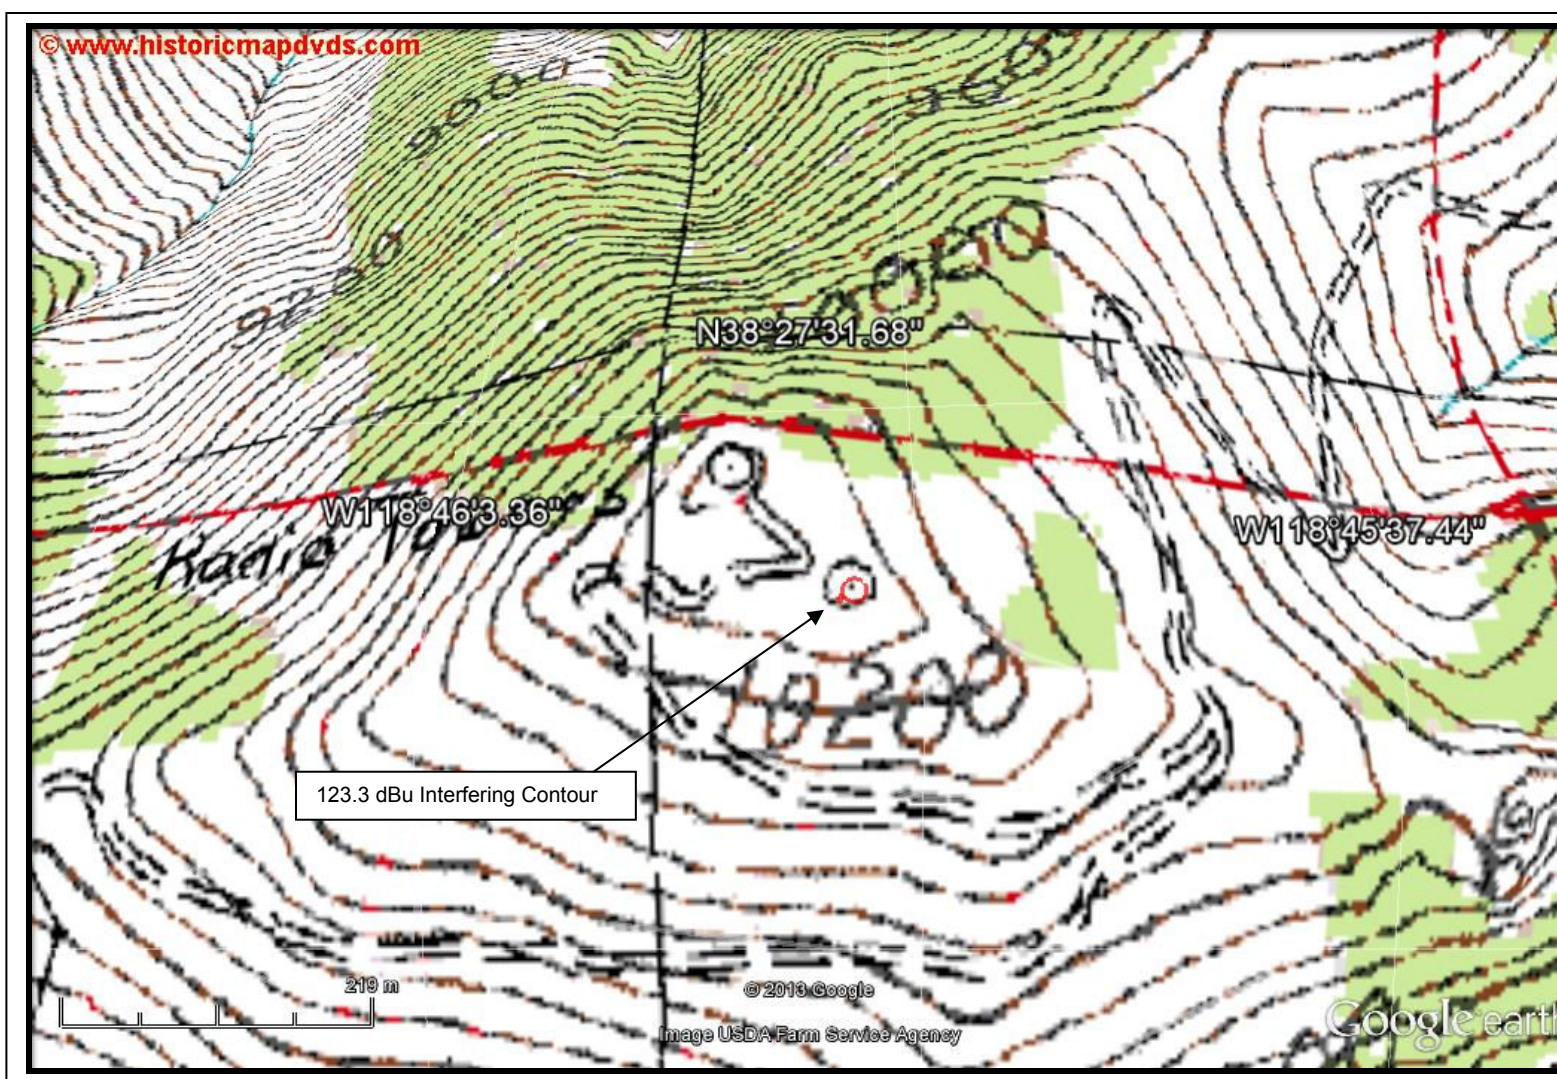 © www.historicmapdvds.com
9000
9200
N38°27'31.68"
W118°46'3.36"
W118°45'37.44"
Radio Towers
10200
123.3 dBu Interfering Contour
219 m
© 2013 Google
Image USDA Farm Service Agency
Google earth